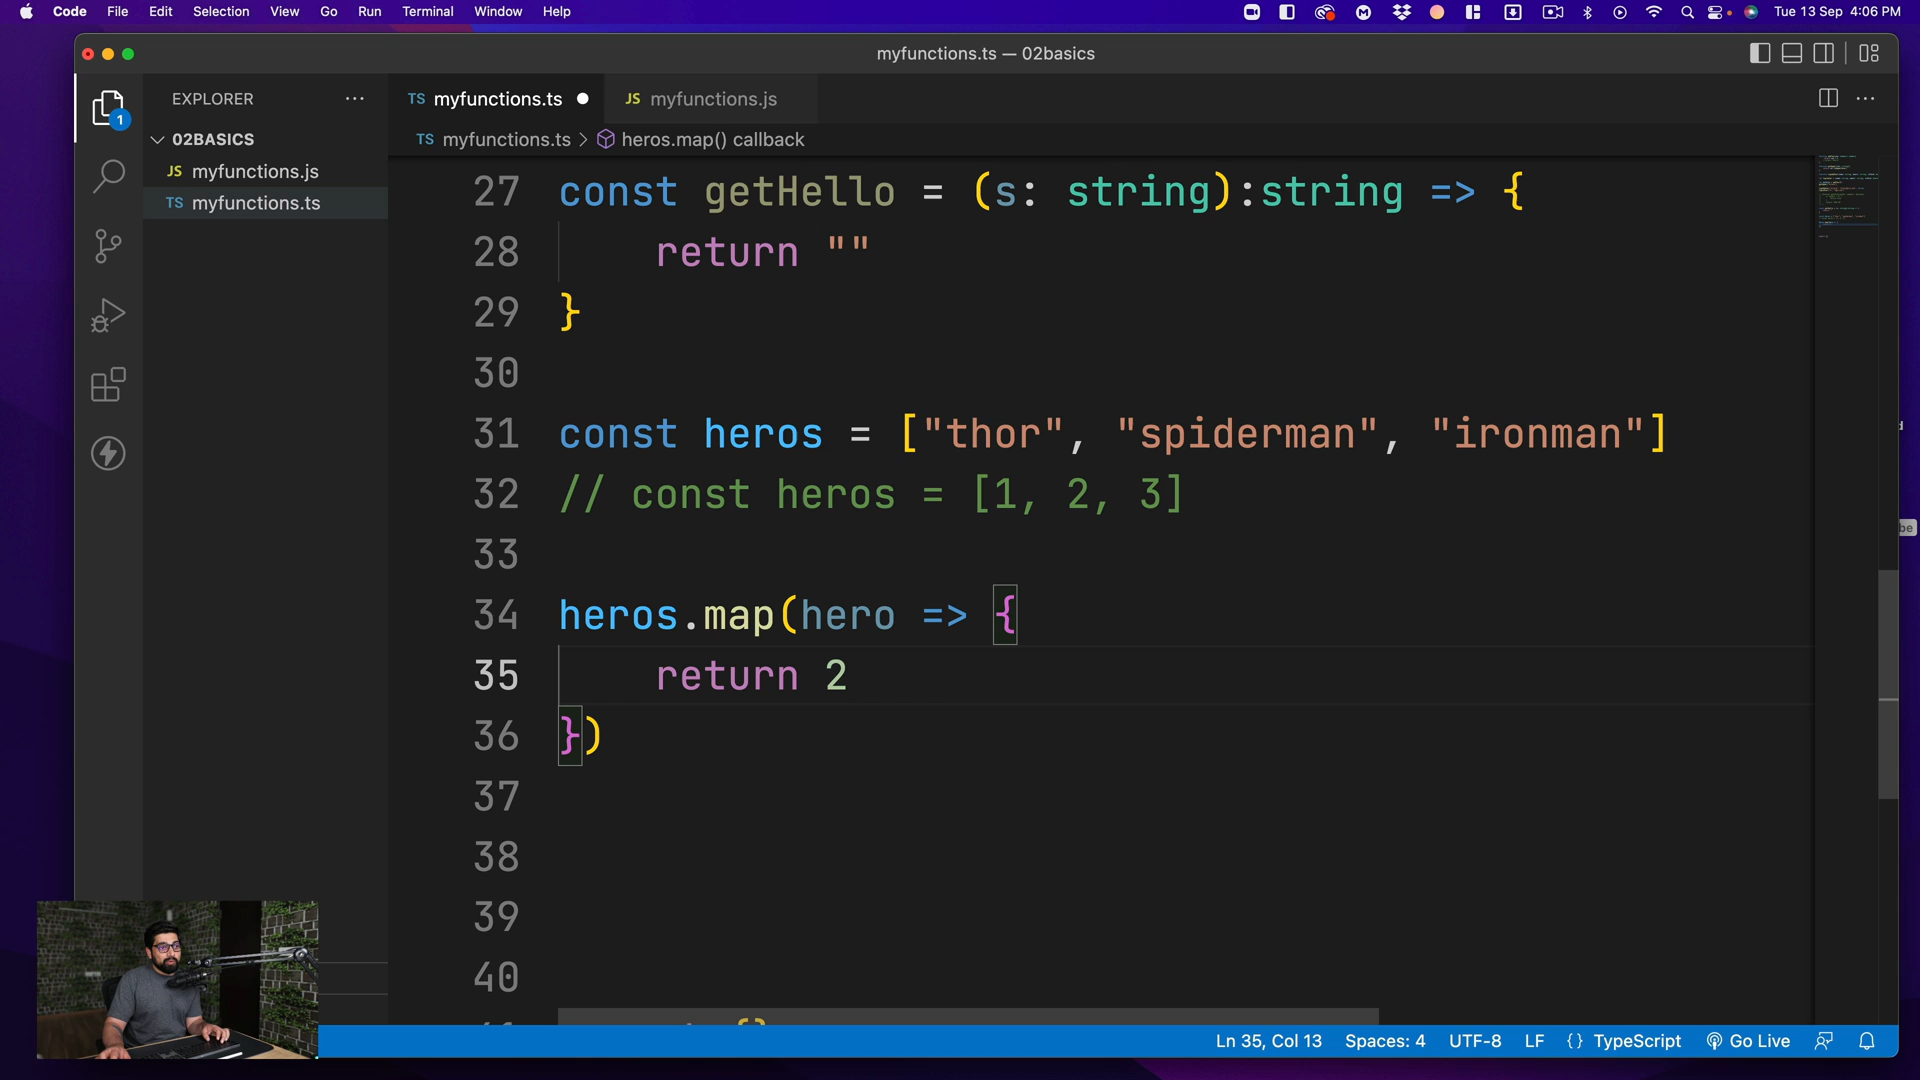 Code File Edit Selection View Go Run Terminal Window Help Tue 13 Sep 4:06 PM
myfunctions.ts — 02basics
EXPLORER ···
TS myfunctions.ts JS myfunctions.js ···
1
02BASICS
TS myfunctions.ts > heros.map() callback
JS myfunctions.js
TS myfunctions.ts
27 const getHello = (s: string):string => {
28 return ""
29 }
30
31 const heros = ["thor", "spiderman", "ironman"]
32 // const heros = [1, 2, 3]
33
34 heros.map(hero => {
35 return 2
36 })
37
38
39
40
be
Ln 35, Col 13 Spaces: 4 UTF-8 LF {} TypeScript Go Live